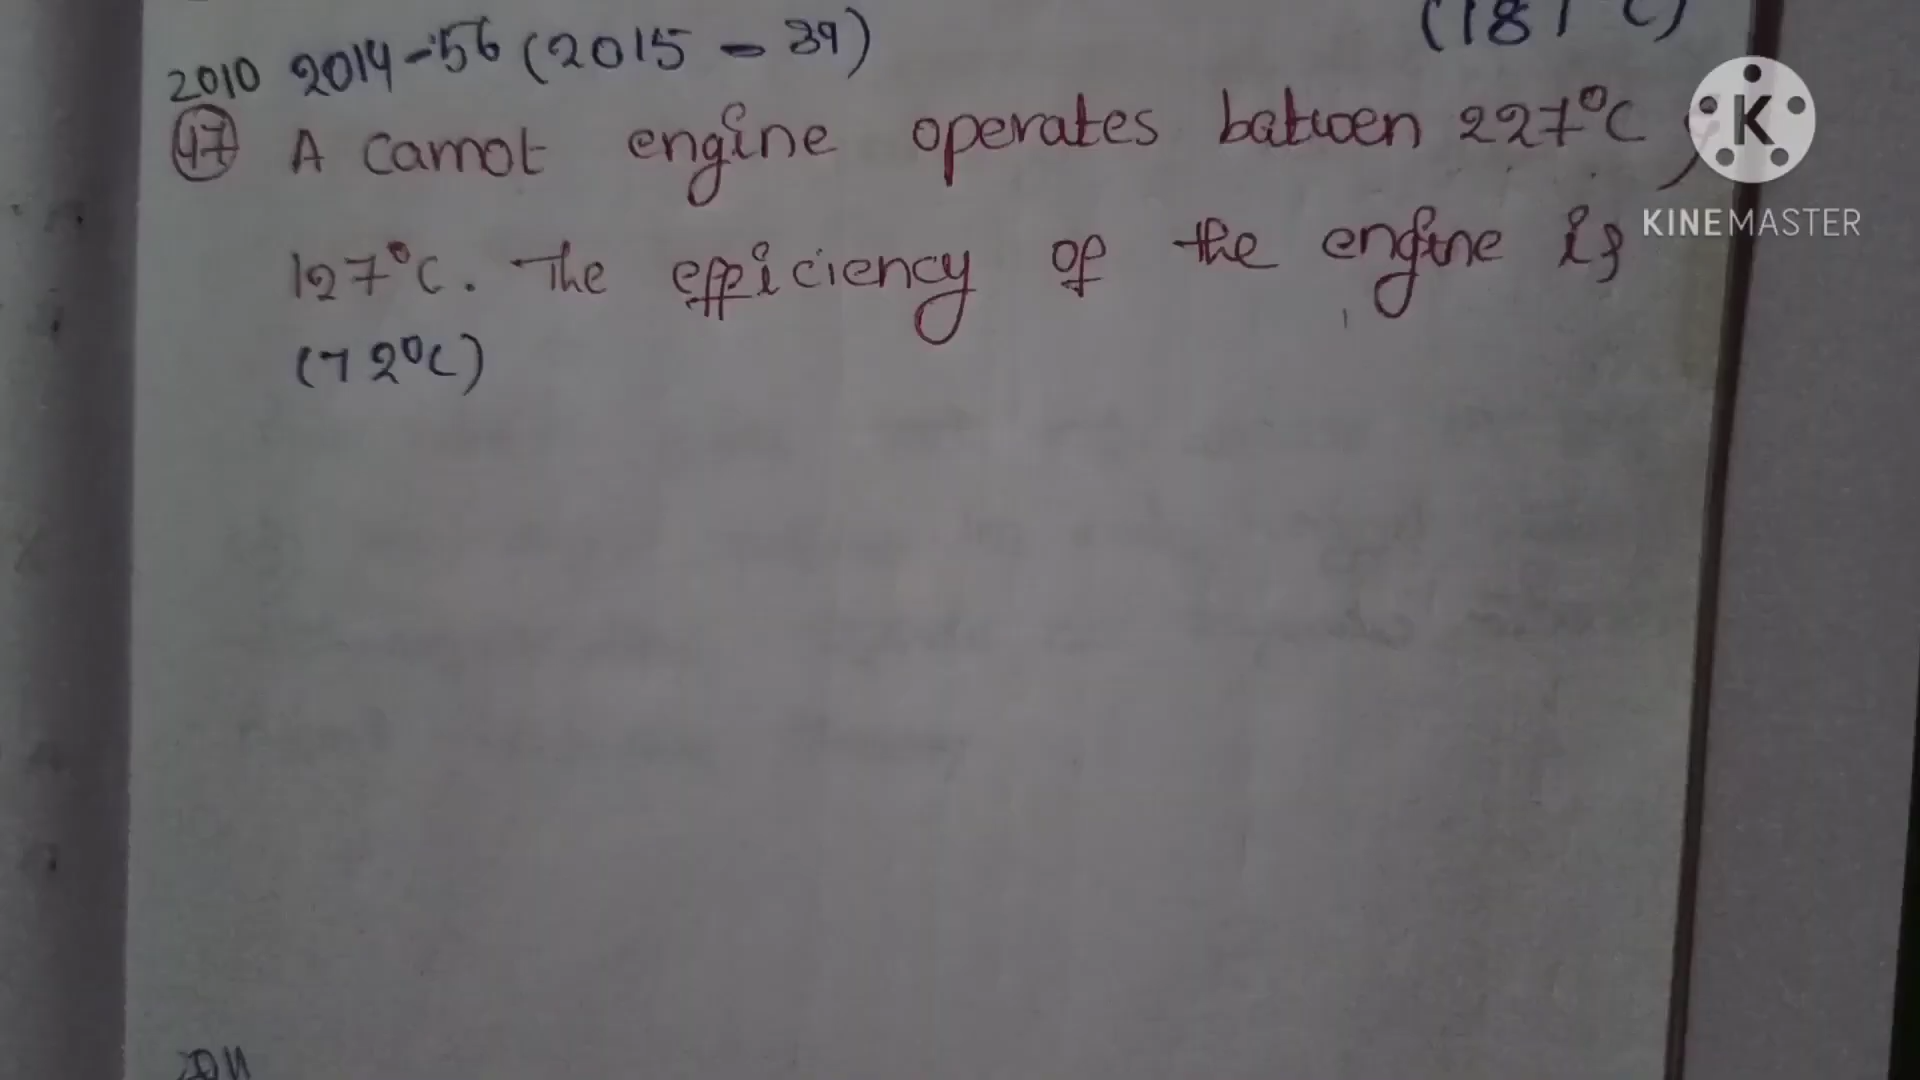 (181°C)
2010 2014-56 (2015 - 39)
47 A carnot engine operates batwen 227°C,
127°C. The efficiency of the engine is
(72°C)
K
KINEMASTER